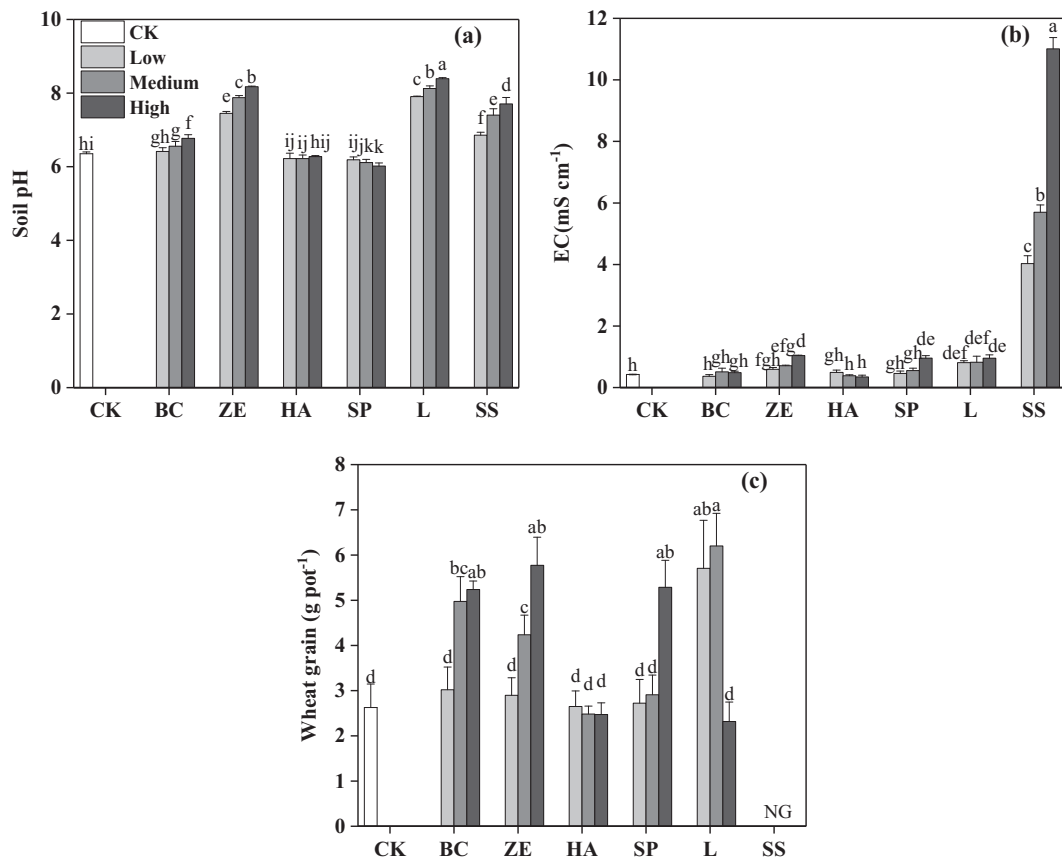 (a)
CK
Low
Medium
High
Soil pH
10
8
6
4
2
0
hi
gh g f
e c b
ij ij hij
ij jk k
c b a
f e d
CK BC ZE HA SP L SS
(b)
EC(mS cm-1)
12
10
8
6
4
2
0
h
h gh gh
fgh efg d
gh h h
gh gh de
def def de
c b a
CK BC ZE HA SP L SS
(c)
Wheat grain (g pot-1)
8
7
6
5
4
3
2
1
0
d
d bc ab
d c ab
d d d
d d ab
ab a d
NG
CK BC ZE HA SP L SS